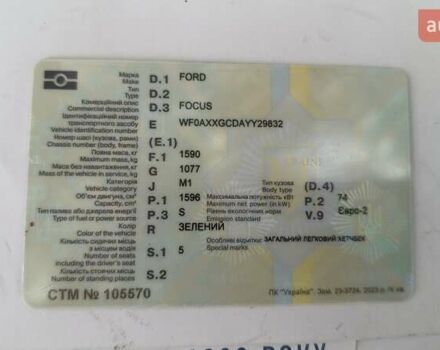 au
Марка
Make D.1 FORD
Тип
Type D.2
Комерційний опис
Commercial description D.3 FOCUS
Ідентифікаційний номер
транспортного засобу E WF0AXXGCDAYY29832
Vehicle identification number
Номер шасі (кузова, рами)
Chassis number (body, frame) (E.1)
Повна маса, кг
Maximum mass, kg F.1 1590
Маса без навантаження, кг
Mass of the vehicle in service, kg G 1077
Категорія
Vehicle category J M1 Тип кузова
Body type (D.4)
Об'єм двигуна, см³
Capacity, cm³ P.1 1596 Максимальна потужність кВт
Maximum net power (in kW) P.2 74
Тип палива або джерело енергії
Type of fuel or power source P.3 S Рівень екологічних норм
Emission standard V.9 Євро-2
Колір
Color of the vehicle R ЗЕЛЕНИЙ
Кількість сидячих місць
з місцем водія
Number of seats
including the driver's seat S.1 5 Особливі відмітки: ЗАГАЛЬНИЙ ЛЕГКОВИЙ ХЕТЧБЕК
Special marks
Кількість стоячих місць
Number of standing places S.2
СТМ № 105570
ПК "Україна". Зам. 23-3724, 2023 р.